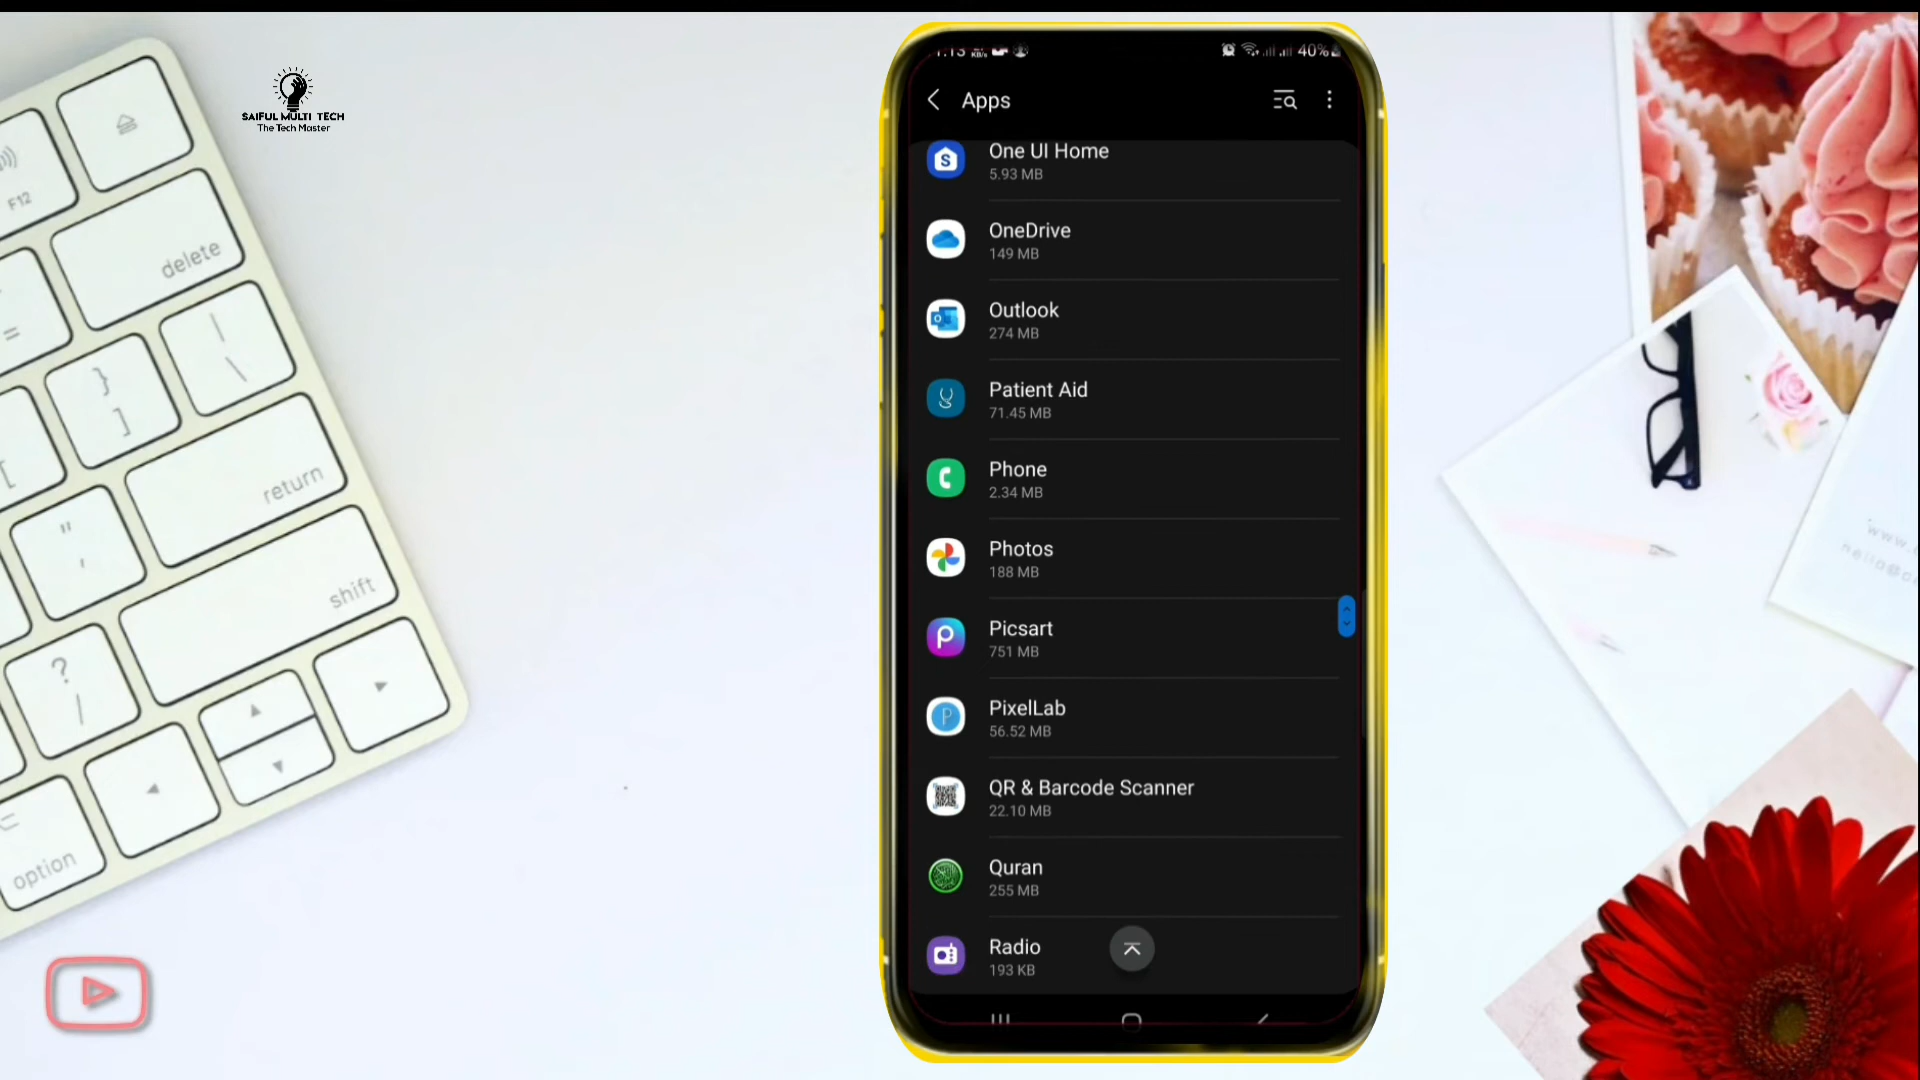 F12
delete
=
|
\
}
]
[
return
"
'
shift
?
/
option
SAIFUL MULTI TECH
The Tech Master
40%
Apps
One UI Home
5.93 MB
OneDrive
149 MB
Outlook
274 MB
Patient Aid
71.45 MB
Phone
2.34 MB
Photos
188 MB
Picsart
751 MB
PixelLab
56.52 MB
QR & Barcode Scanner
22.10 MB
Quran
255 MB
Radio
193 KB
www.